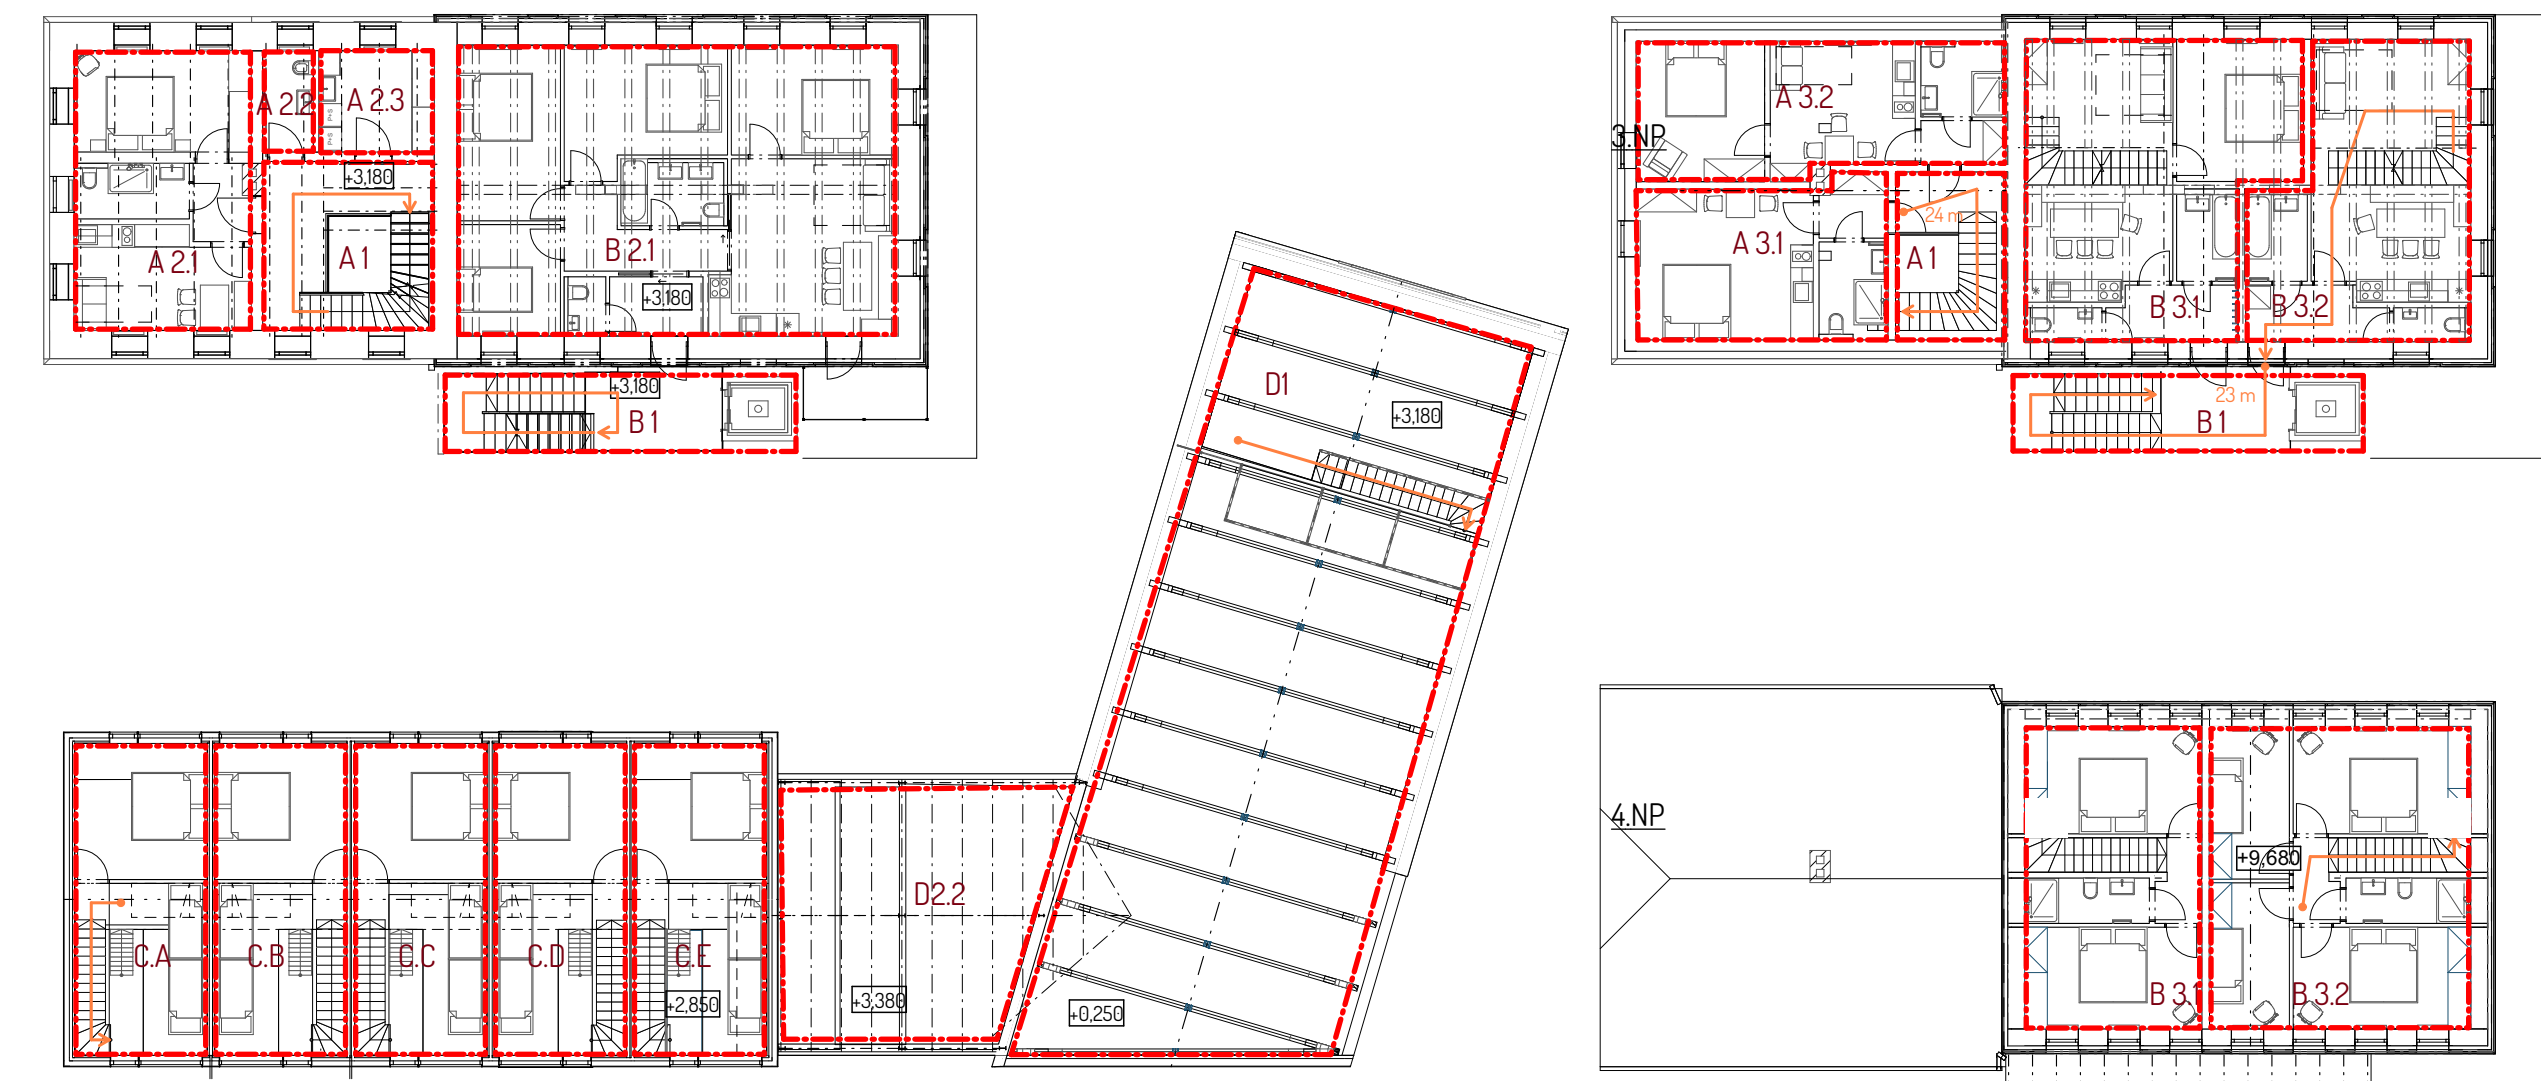 A 2.2
A 2.3
P+S
P+S
+3,180
A 2.1
A 1
B 2.1
+3,180
+3,180
B 1
3.NP
A 3.2
24 m
A 3.1
A 1
B 3.1
B 3.2
23 m
B 1
D1
+3,180
C.A
C.B
C.C
C.D
C.E
+2,850
D2.2
+3,380
+0,250
4.NP
+9,680
B 3.1
B 3.2